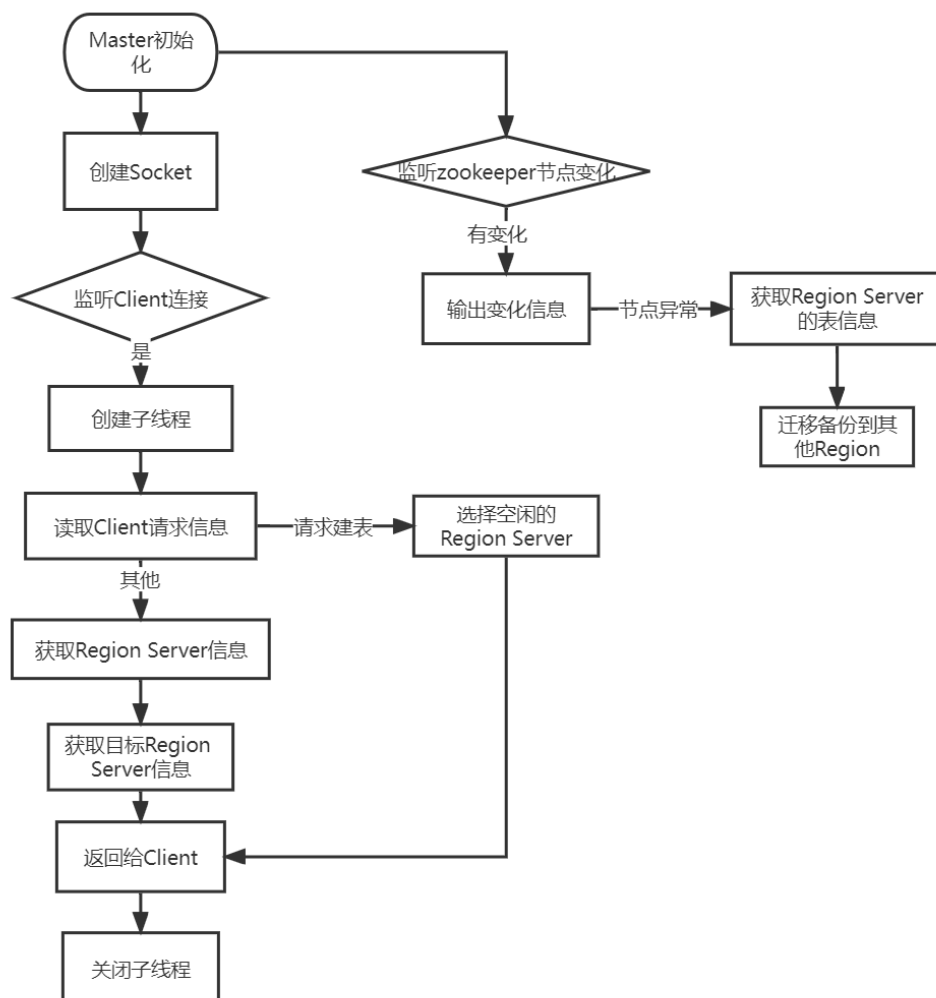 Master初始
化
创建Socket
监听zookeeper节点变化
有变化
监听Client连接
输出变化信息
节点异常
获取Region Server
的表信息
是
创建子线程
迁移备份到其
他Region
读取Client请求信息
请求建表
选择空闲的
Region Server
其他
获取Region Server信息
获取目标Region
Server信息
返回给Client
关闭子线程